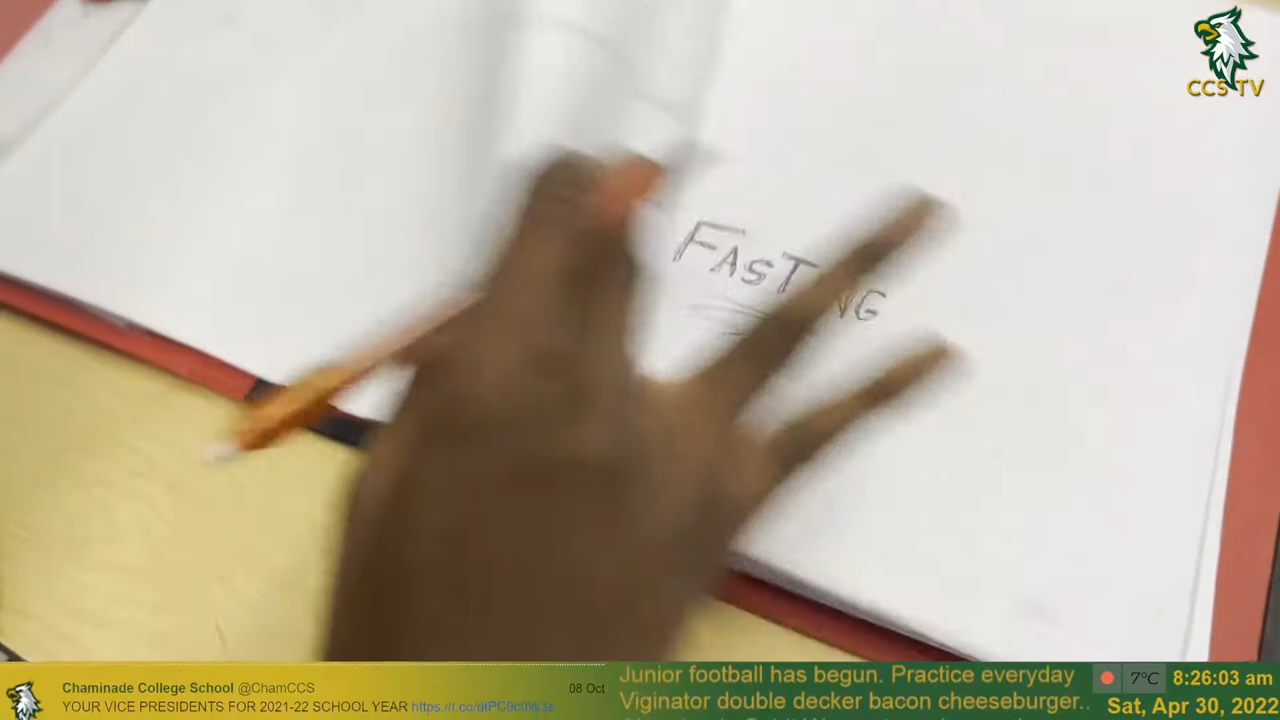 CCS TV
FASTING
Chaminade College School @ChamCCS
08 Oct
YOUR VICE PRESIDENTS FOR 2021-22 SCHOOL YEAR
Junior football has begun. Practice everyday
Viginator double decker bacon cheeseburger..
7°C
8:26:03 am
Sat, Apr 30, 2022